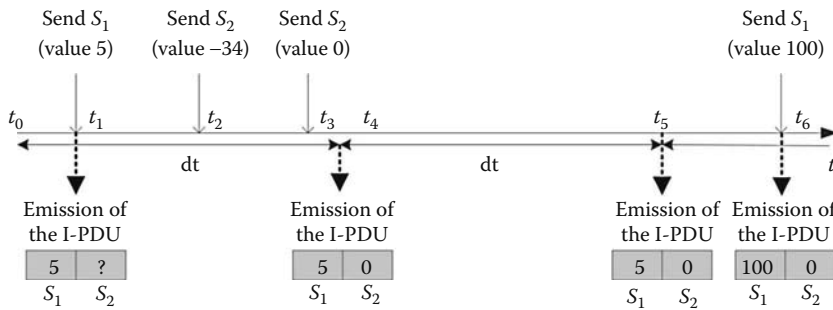 Send S1
(value 5)
Send S2
(value –34)
Send S2
(value 0)
Send S1
(value 100)
t0 t1 t2 t3 t4 t5 t6
dt dt t
Emission of
the I-PDU
5 ?
S1 S2
Emission of
the I-PDU
5 0
S1 S2
Emission of
the I-PDU
5 0
S1 S2
Emission of
the I-PDU
100 0
S1 S2